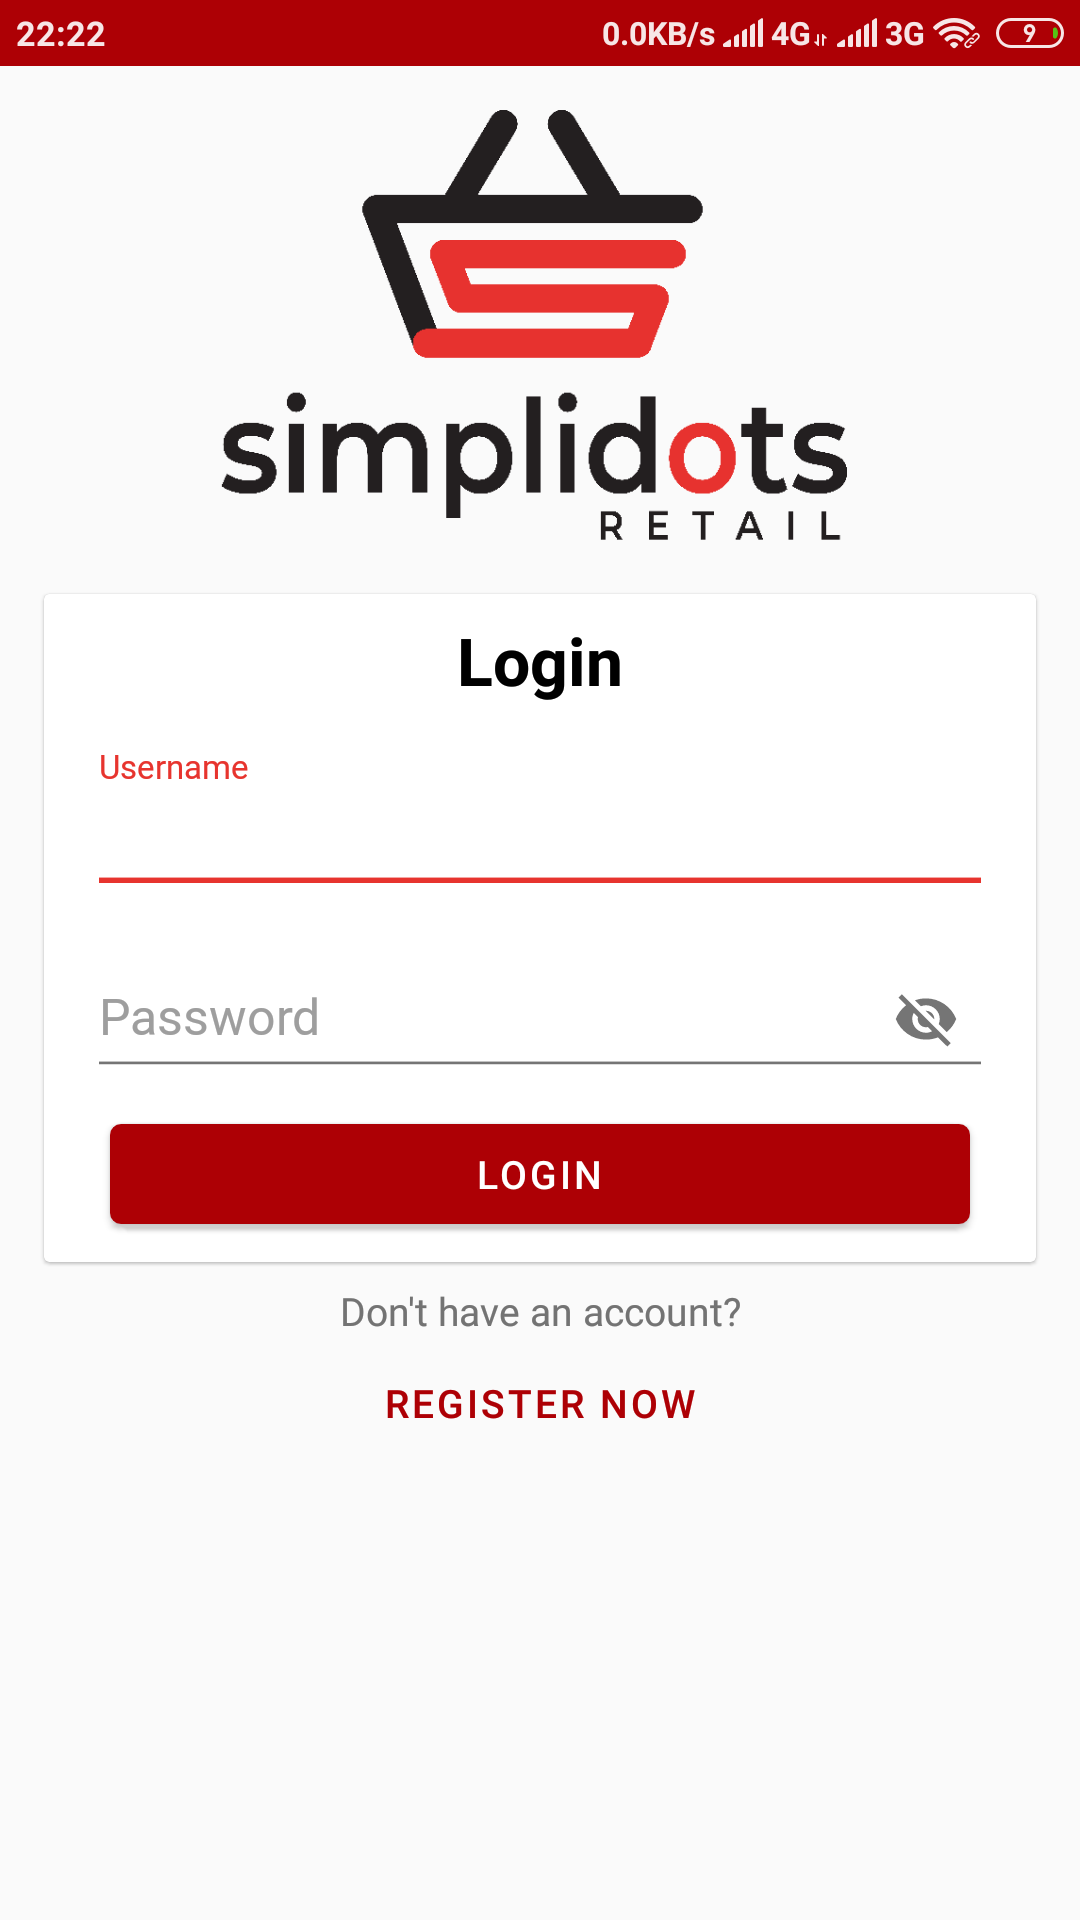 22:22 0.0KB/s 4G 3G 9
simplidots
RETAIL
Login
Username
Password
LOGIN
Don't have an account?
REGISTER NOW